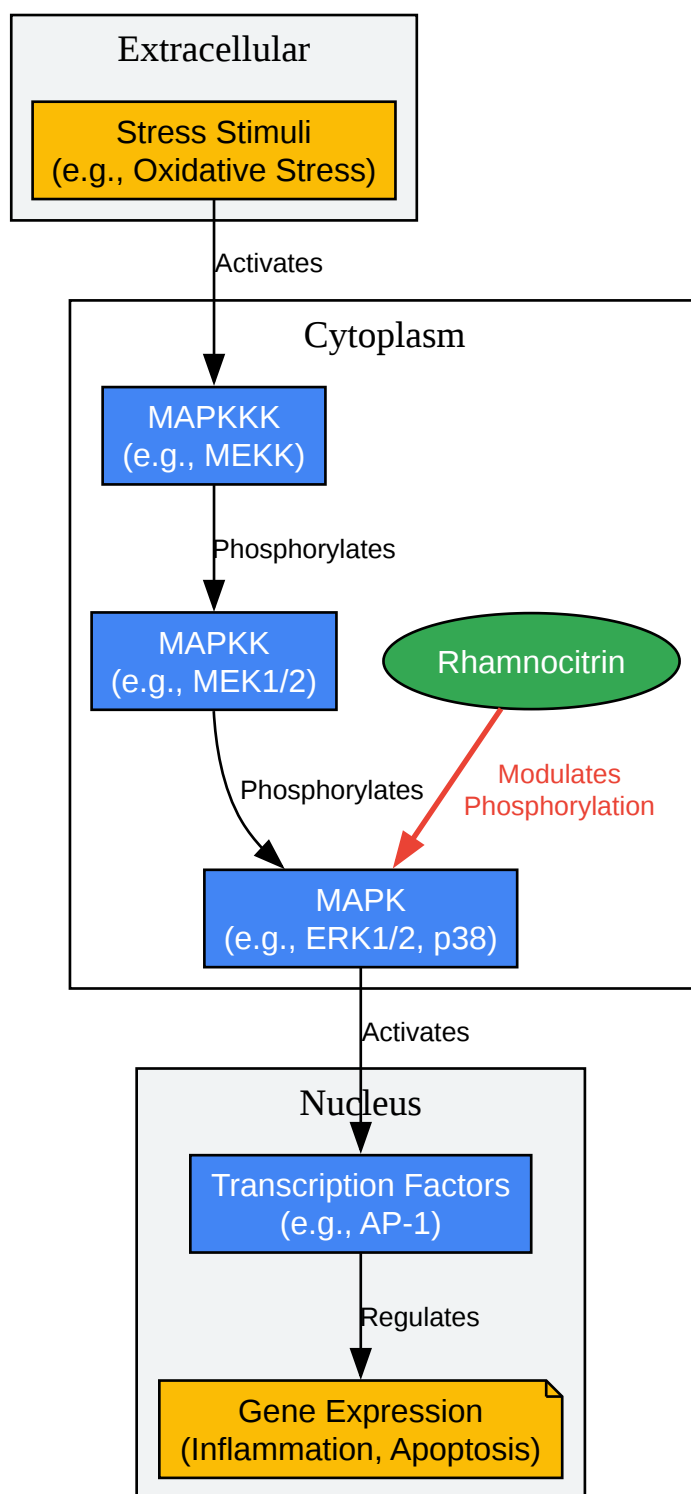 Extracellular
Stress Stimuli
(e.g., Oxidative Stress)
Activates
Cytoplasm
MAPKKK
(e.g., MEKK)
Phosphorylates
MAPKK
(e.g., MEK1/2)
Rhamnocitrin
Phosphorylates
Modulates
Phosphorylation
MAPK
(e.g., ERK1/2, p38)
Activates
Nucleus
Transcription Factors
(e.g., AP-1)
Regulates
Gene Expression
(Inflammation, Apoptosis)